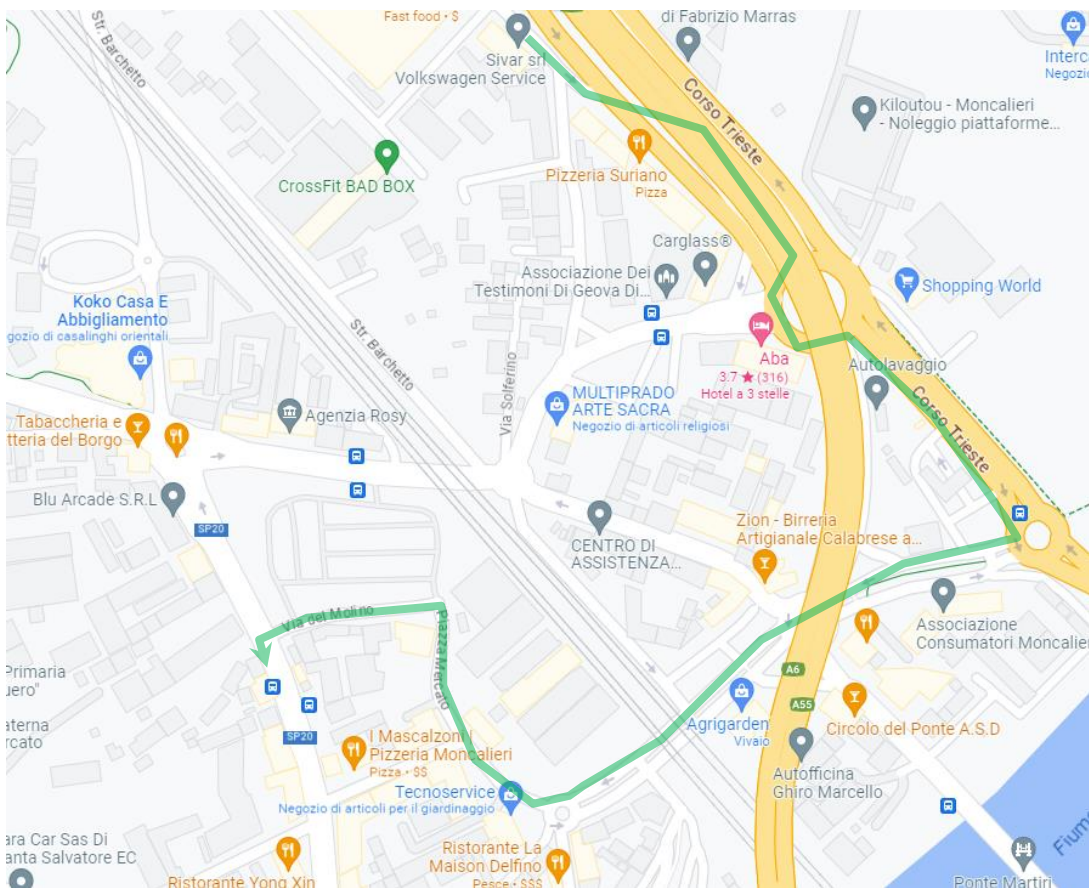 Fast food • $
Sivar srl
Volkswagen Service
di Fabrizio Marras
Interc
Negozio
Str. Barchetto
Corso Trieste
Kiloutou - Moncalieri
- Noleggio piattaforme...
Corso Trieste
Pizzeria Suriano
Pizza
CrossFit BAD BOX
Carglass®
Associazione Dei
Testimoni Di Geova Di...
Shopping World
Koko Casa E
Abbigliamento
gozio di casalinghi orientali
Str. Barchetto
Aba
3.7 ★ (316)
Hotel a 3 stelle
Autolavaggio
Via Solferino
MULTIPRADO
ARTE SACRA
Negozio di articoli religiosi
Corso Trieste
Agenzia Rosy
Tabaccheria e
tteria del Borgo
Blu Arcade S.R.L
SP20
CENTRO DI
ASSISTENZA...
Zion - Birreria
Artigianale Calabrese a...
Via del Molino
Piazza Mercato
Associazione
Consumatori Moncalier
Primaria
uero"
aterna
rcato
A6
A55
SP20
Agrigarden
Vivaio
Circolo del Ponte A.S.D
I Mascalzoni |
Pizzeria Moncalieri
Pizza • $$
Autofficina
Ghiro Marcello
Tecnoservice
Negozio di articoli per il giardinaggio
ara Car Sas Di
anta Salvatore EC
Ristorante La
Maison Delfino
Pesce • $$$
Ristorante Yong Xin
Fiume
Ponte Martiri